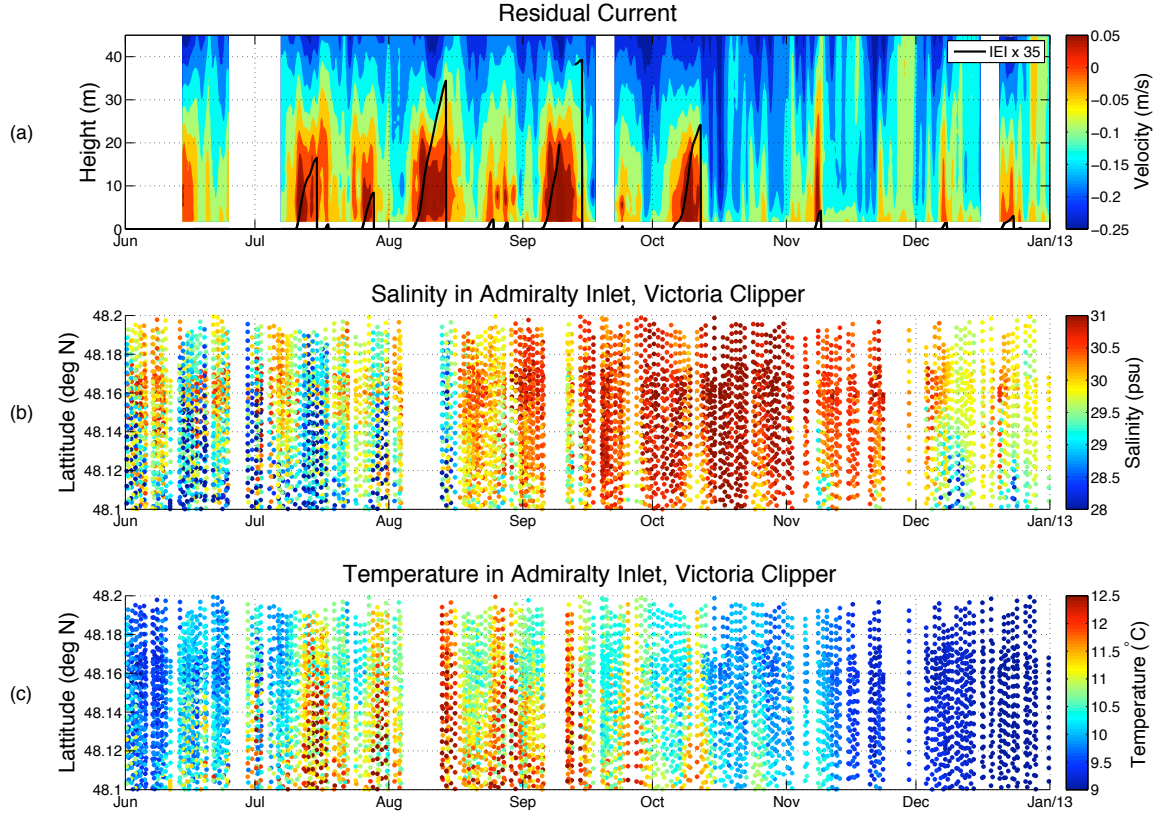 Residual Current
(a)
Height (m)
40
30
20
10
0
IEI x 35
Jun
Jul
Aug
Sep
Oct
Nov
Dec
Jan/13
0.05
0
−0.05
−0.1
−0.15
−0.2
−0.25
Velocity (m/s)
Salinity in Admiralty Inlet, Victoria Clipper
(b)
Lattitude (deg N)
48.2
48.18
48.16
48.14
48.12
48.1
Jun
Jul
Aug
Sep
Oct
Nov
Dec
Jan/13
31
30.5
30
29.5
29
28.5
28
Salinity (psu)
Temperature in Admiralty Inlet, Victoria Clipper
(c)
Lattitude (deg N)
48.2
48.18
48.16
48.14
48.12
48.1
Jun
Jul
Aug
Sep
Oct
Nov
Dec
Jan/13
12.5
12
11.5
11
10.5
10
9.5
9
Temperature (°C)